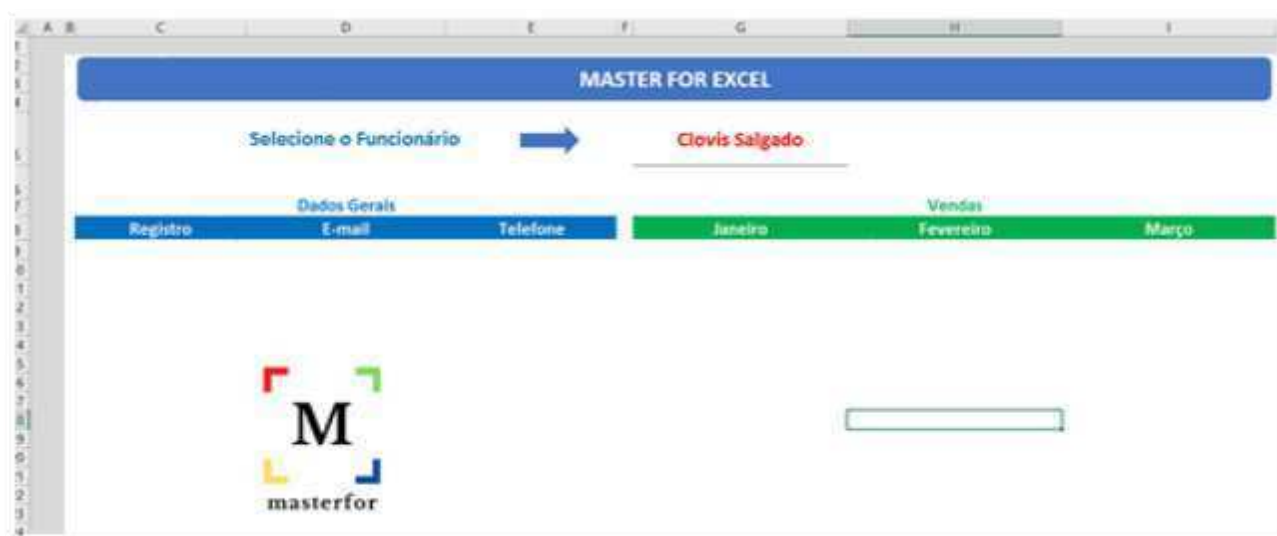 A B C D E F G H I
MASTER FOR EXCEL
Selecione o Funcionário Clovis Salgado
Dados Gerais Vendas
Registro E-mail Telefone Janeiro Fevereiro Março
M
masterfor